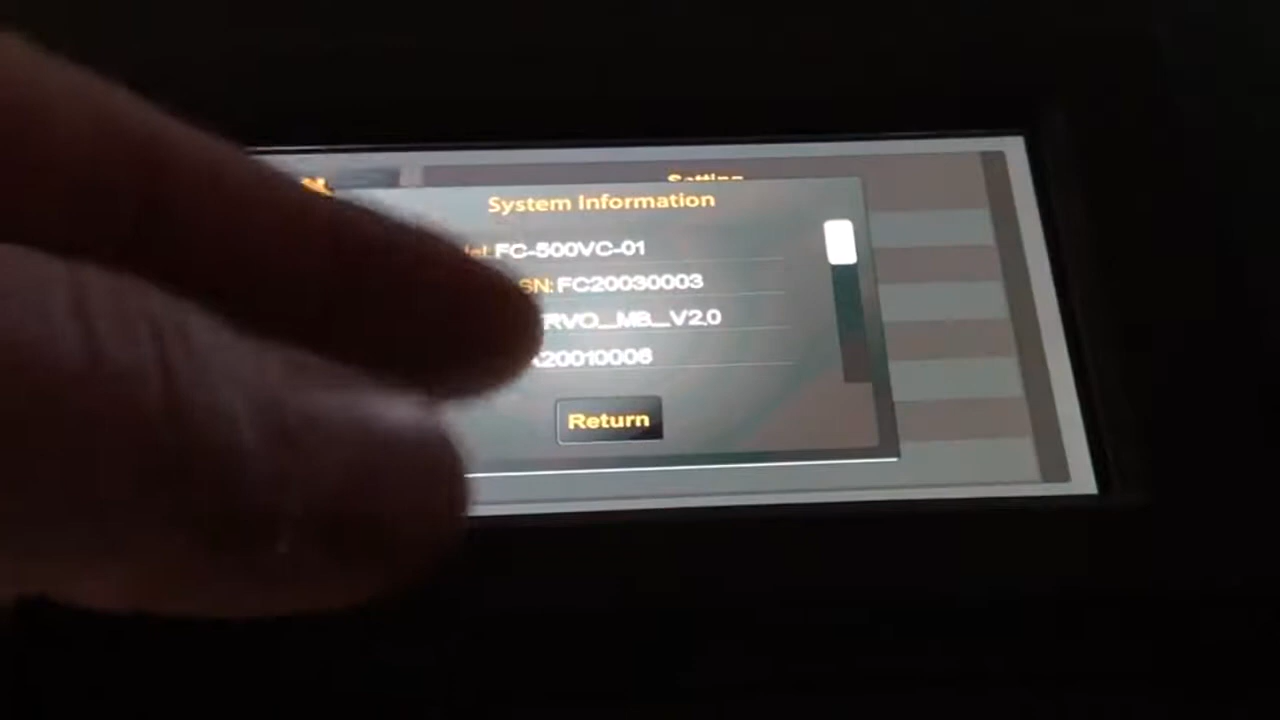 Setting
System Information
FC-500VC-01
SN: FC20030003
RVO_MB_V2.0
20010006
Return